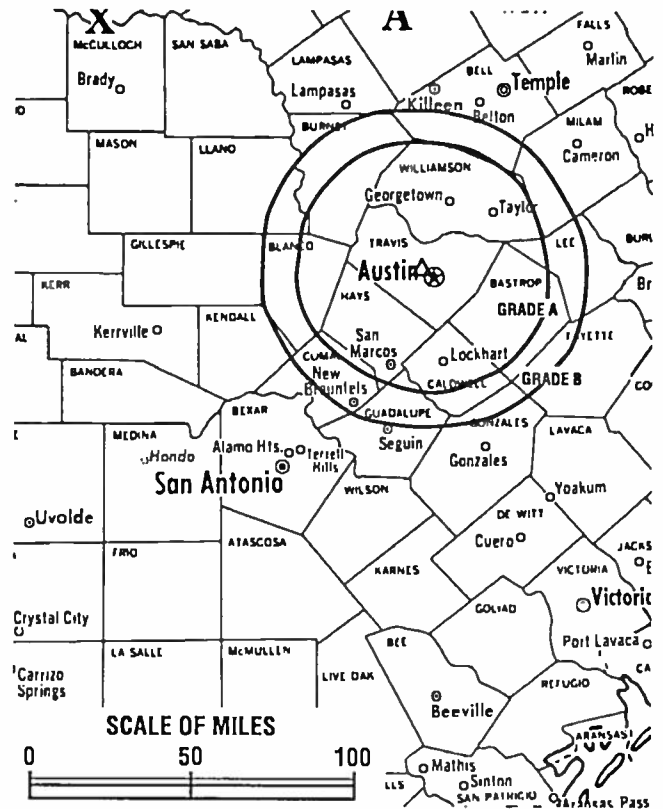 X
A
FALLS
McCULLOCH
SAN SABA
LAMPASAS
BELL
Martin
Brady
Temple
Lampasas
Killeen
Belton
BURNET
MILAM
MASON
LLANO
Cameron
WILLIAMSON
Georgetown
Taylor
GILLESPIE
BLANCO
TRAVIS
LEE
Austin
BASTROP
KERR
HAYS
GRADE A
KENDALL
Kerrville
San
Marcos
Lockhart
BANDERA
New
Braunfels
CALDWELL
GRADE B
BEXAR
GUADALUPE
GONZALES
LAVACA
MEDINA
Alamo Hts.
Terrell
Hills
Seguin
Hondo
Gonzales
San Antonio
WILSON
Yoakum
Uvolde
DE WITT
Cuero
FRIO
ATASCOSA
KARNES
VICTORIA
GOLIAD
Victoric
Crystal City
Port Lavaca
LA SALLE
McMULLEN
BEE
LIVE OAK
REFUGIO
Carrizo
Springs
Beeville
SCALE OF MILES
ARANSAS
0 50 100
Mathis
Sinton
SAN PATRICIO
Aransas Pass